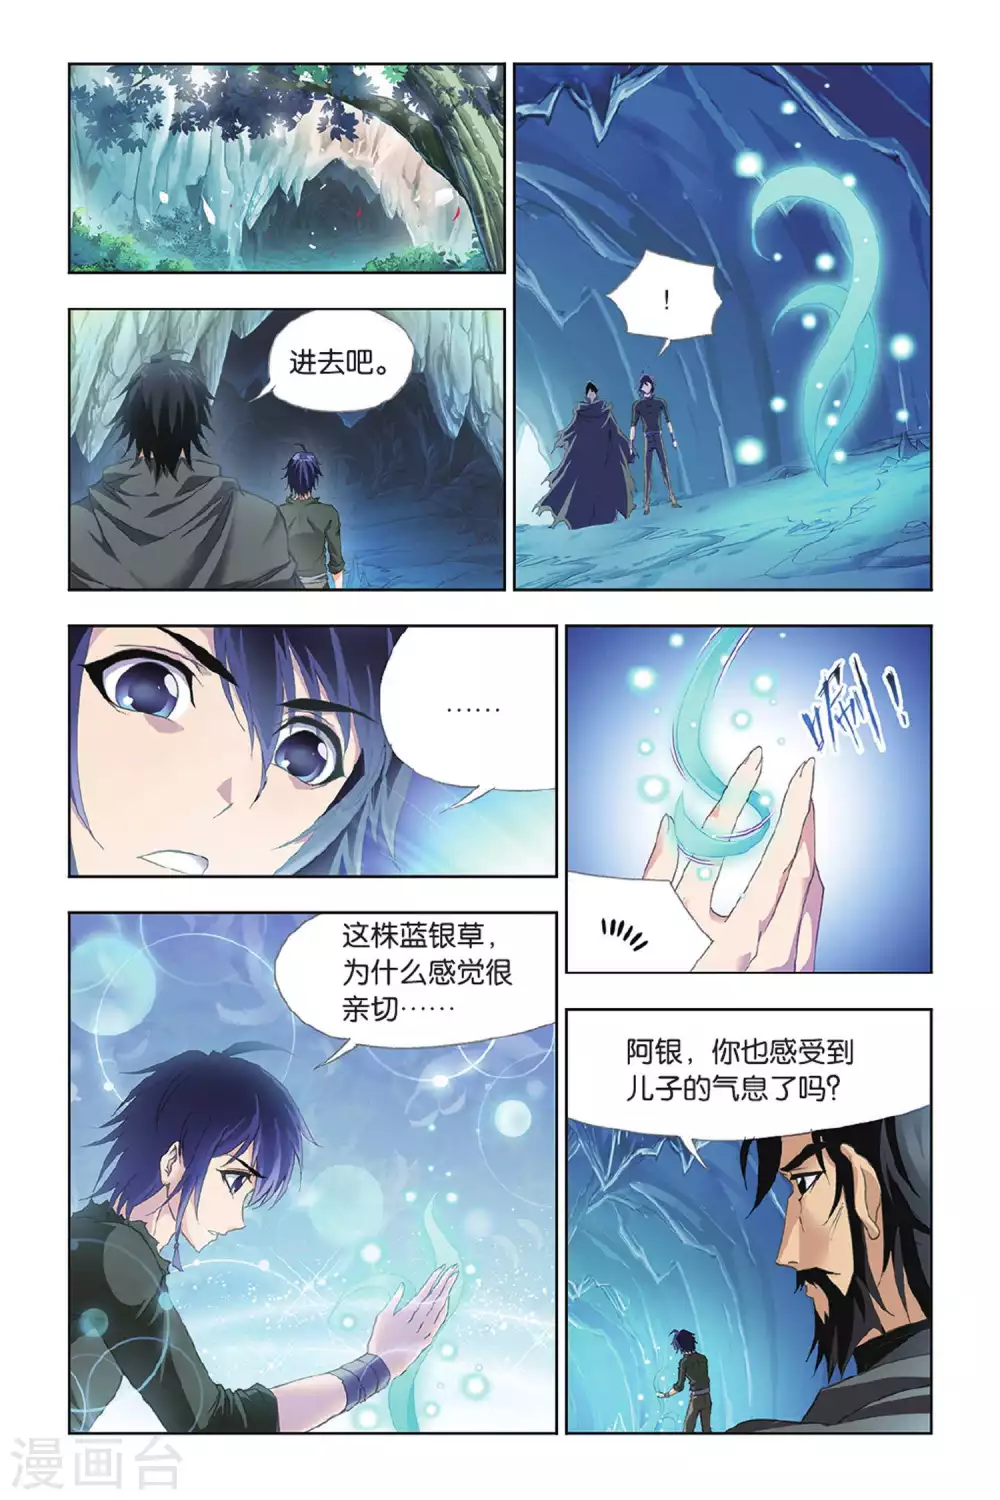 进去吧。
！
……
唰！
这株蓝银草，
为什么感觉很
亲切……
阿银，你也感受到
儿子的气息了吗？
漫画台